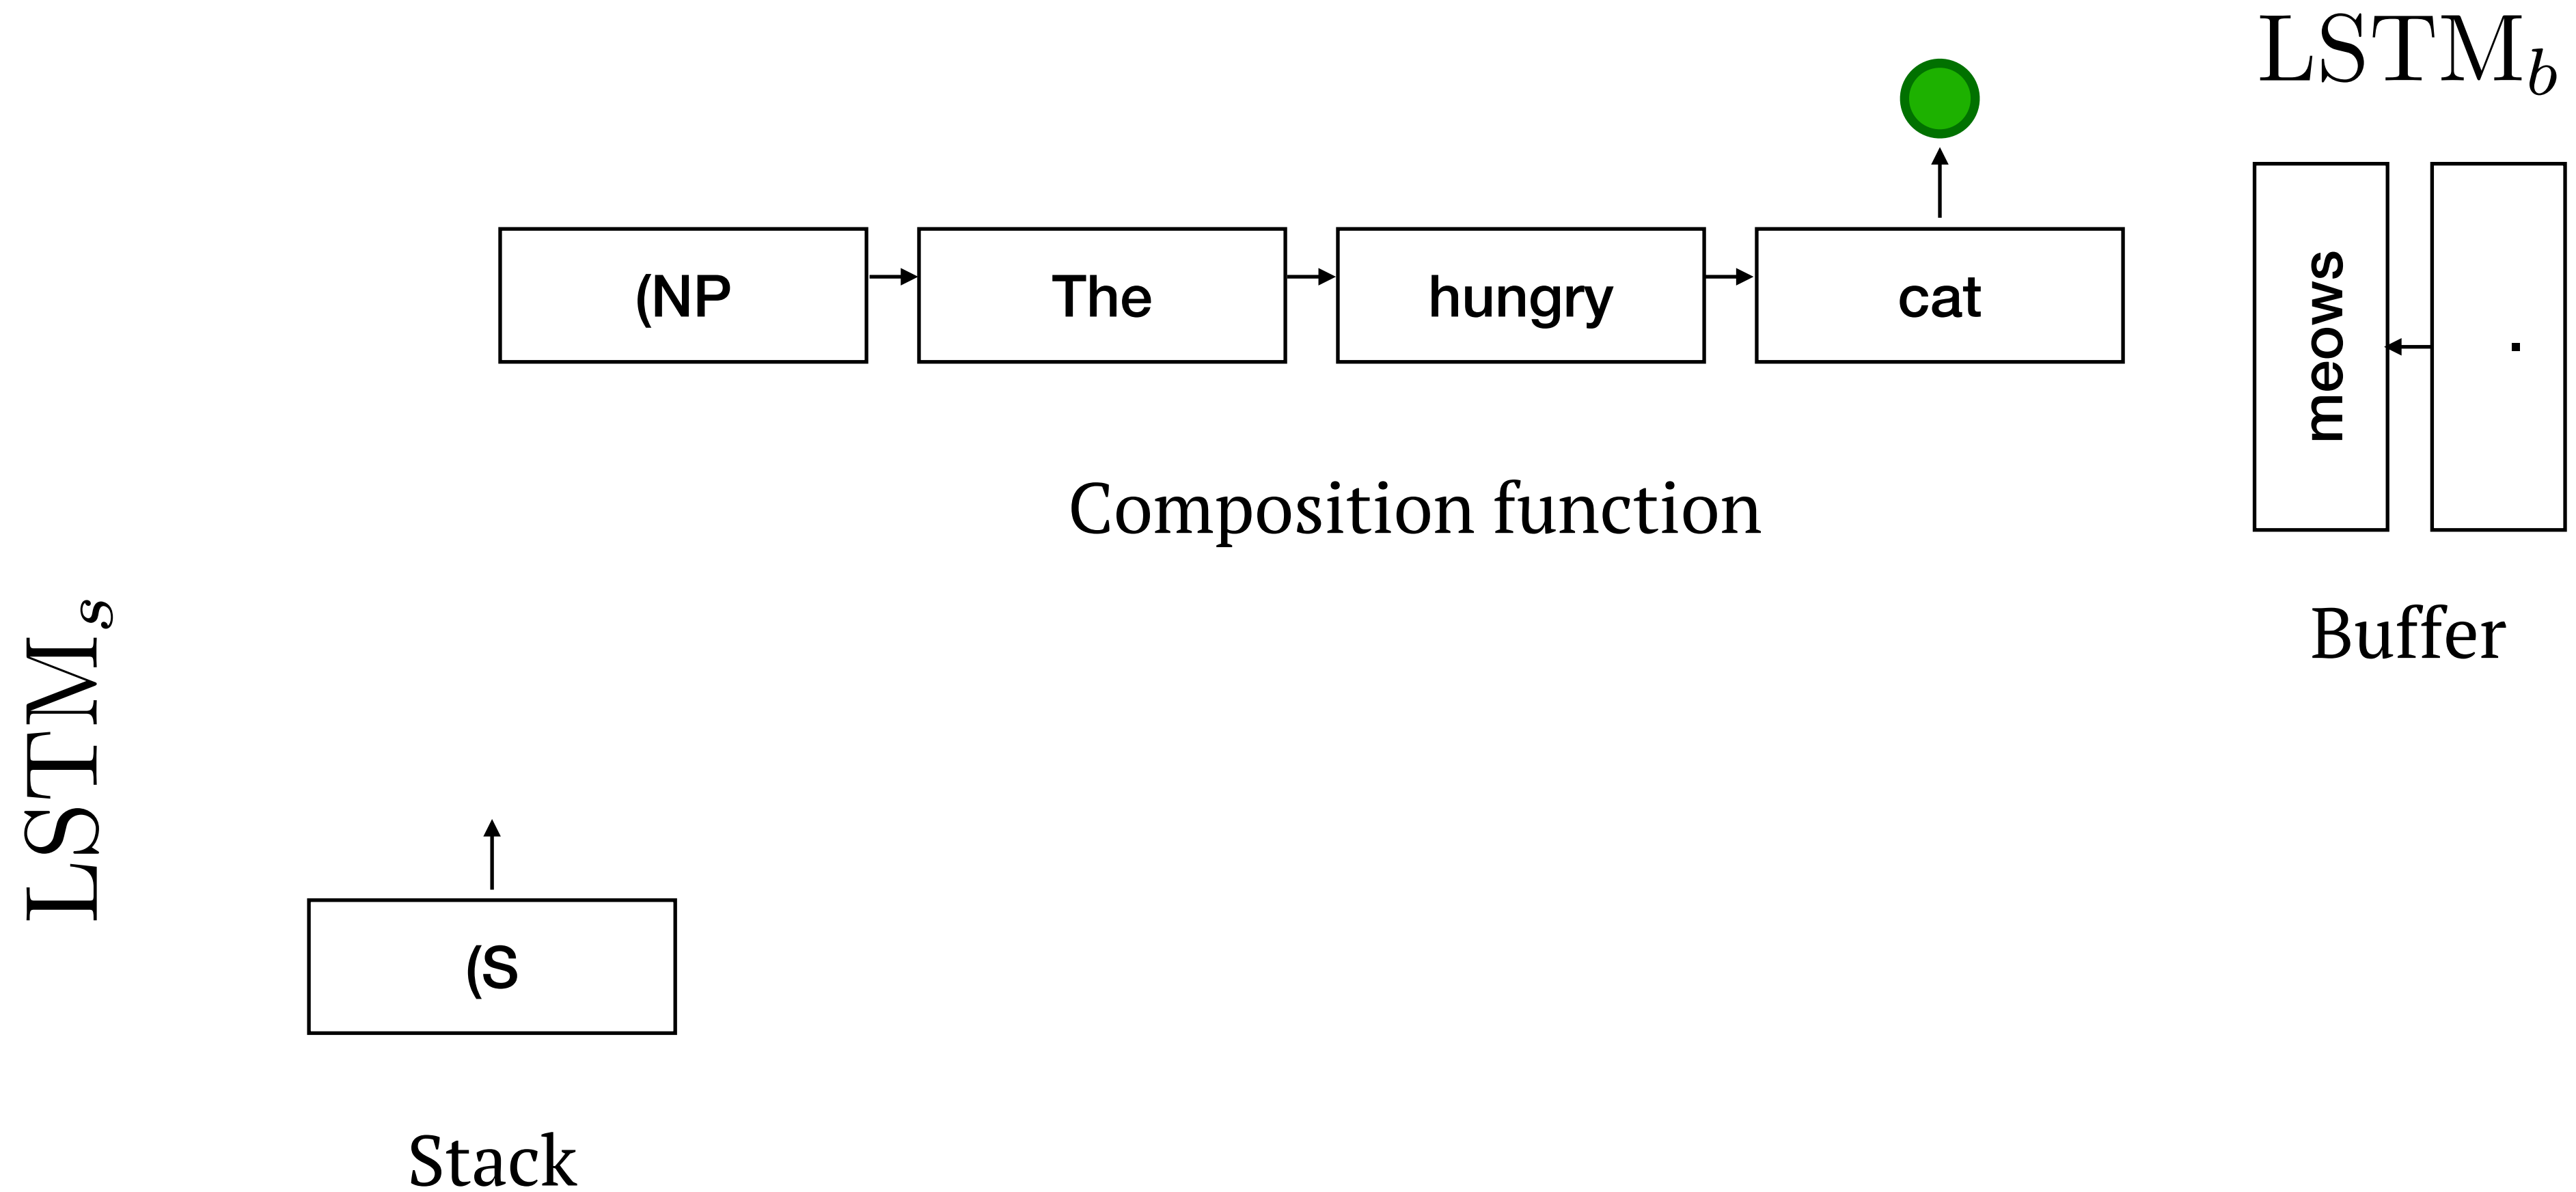 LSTM_b
(NP
The
hungry
cat
meows
.
Composition function
Buffer
LSTM_s
(S
Stack